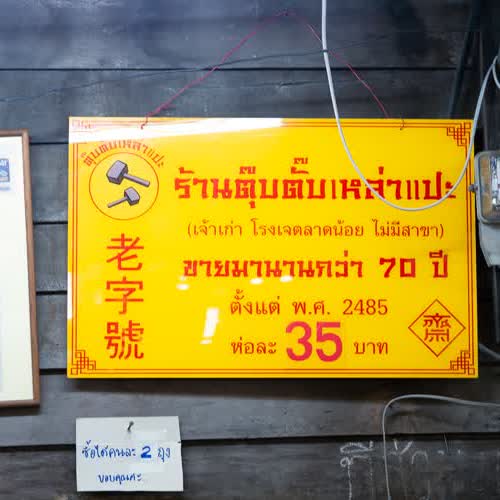 ตุ๊บตั๊บเหล่าแปะ
ร้านตุ๊บตั๊บเหล่าแปะ
(เจ้าเก่า โรงเจตลาดน้อย ไม่มีสาขา)
ขายมานานกว่า 70 ปี
ตั้งแต่ พ.ศ. 2485
ห่อละ 35 บาท
老字號
齋
ซื้อได้คนละ 2 ถุง
ขอบคุณค่ะ